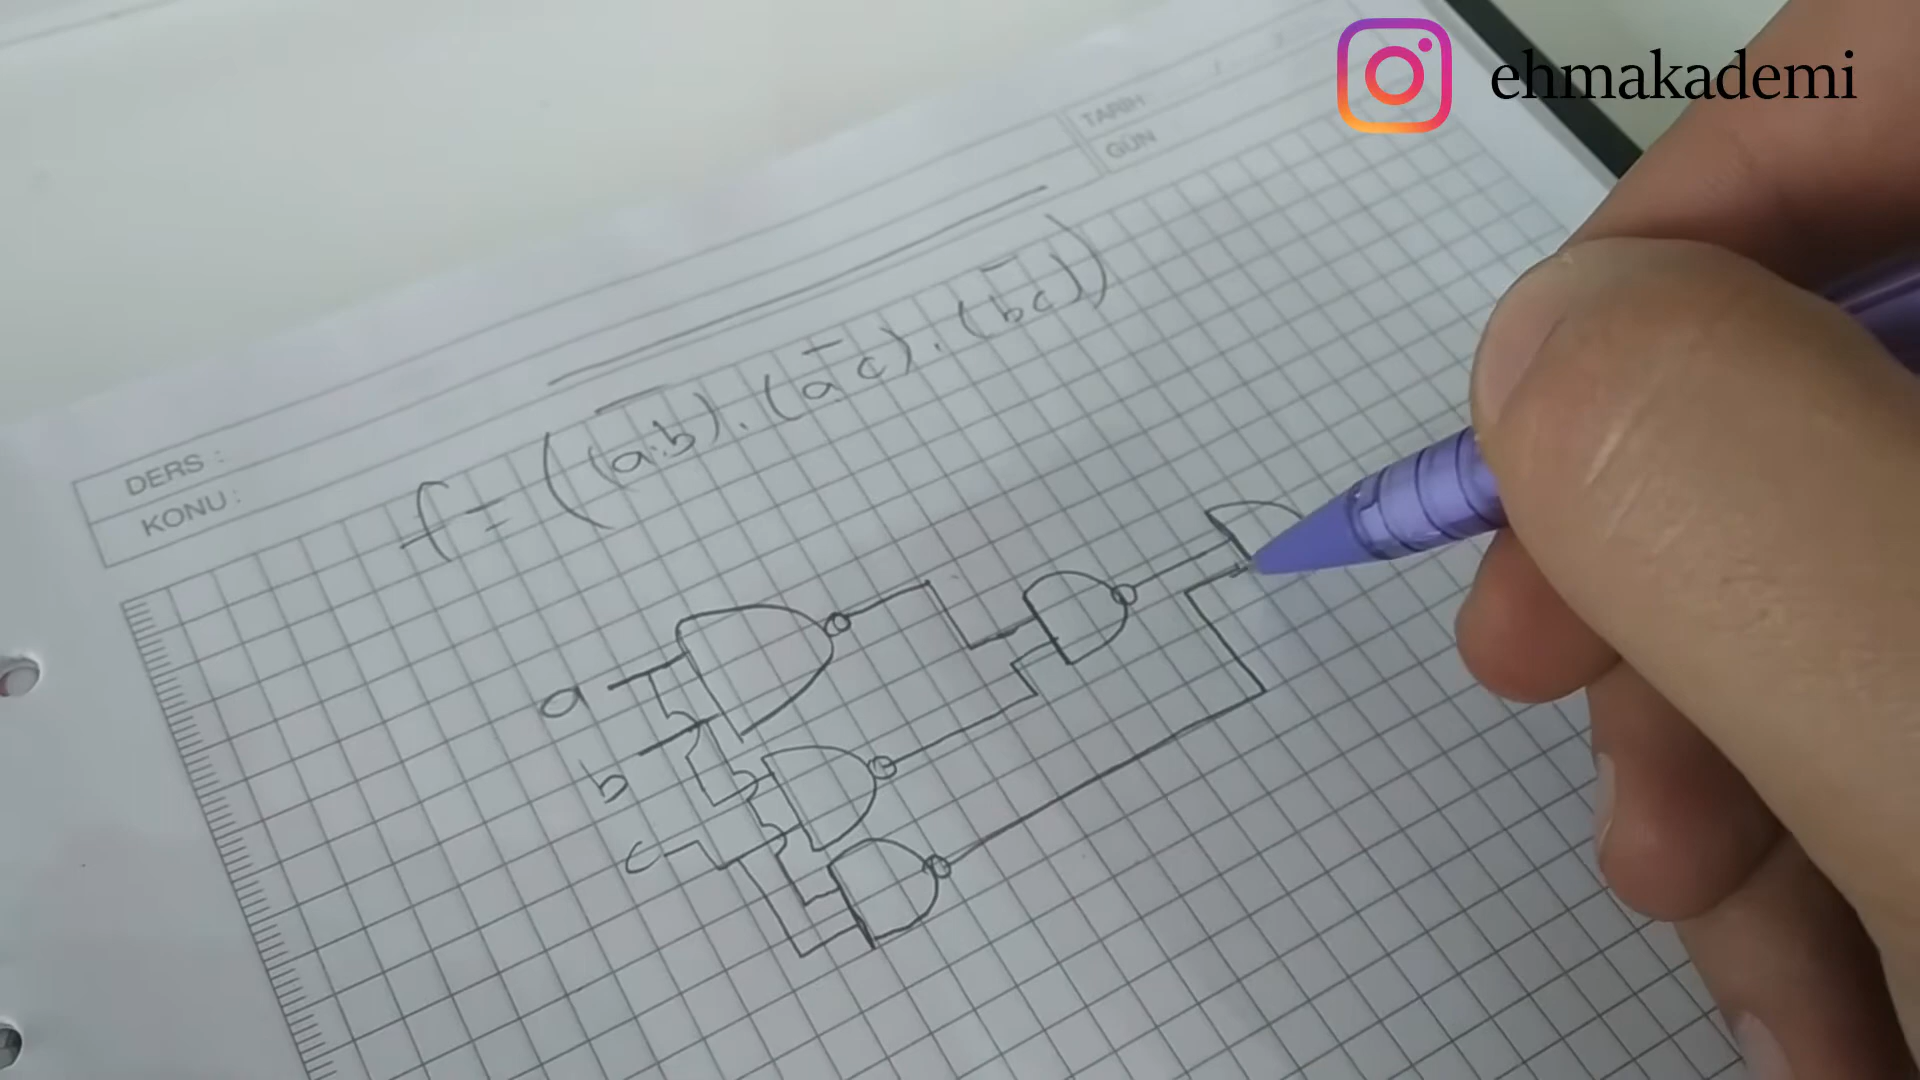 ehmakademi
TARİH
GÜN
DERS :
KONU :
f = ((a.b)‾ . (a̅ c) . (b̅ c))‾
a
b
c